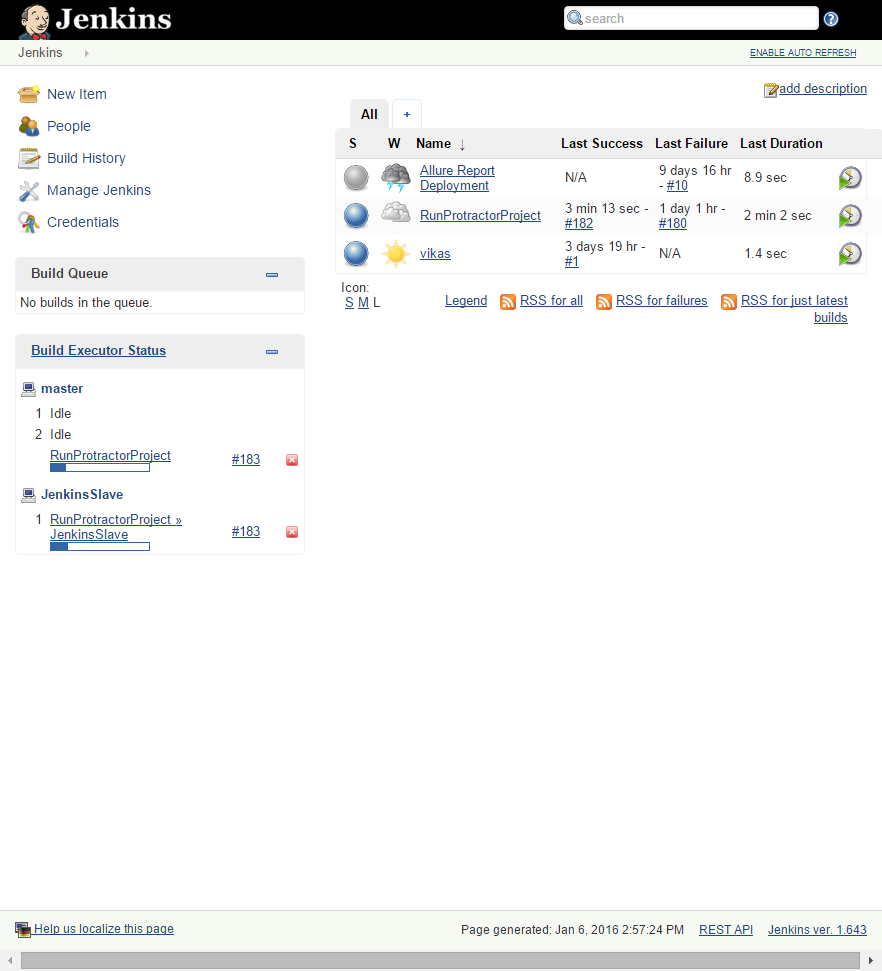 Jenkins
search
?
Jenkins
ENABLE AUTO REFRESH
New Item
People
Build History
Manage Jenkins
Credentials
Build Queue
No builds in the queue.
Build Executor Status
master
1 Idle
2 Idle
RunProtractorProject #183
JenkinsSlave
1 RunProtractorProject »
JenkinsSlave #183
add description
All +
S W Name ↓ Last Success Last Failure Last Duration
Allure Report
Deployment
N/A
9 days 16 hr
- #10
8.9 sec
RunProtractorProject
3 min 13 sec -
#182
1 day 1 hr -
#180
2 min 2 sec
vikas
3 days 19 hr -
#1
N/A
1.4 sec
Icon:
S M L
Legend RSS for all RSS for failures RSS for just latest
builds
Help us localize this page
Page generated: Jan 6, 2016 2:57:24 PM REST API Jenkins ver. 1.643